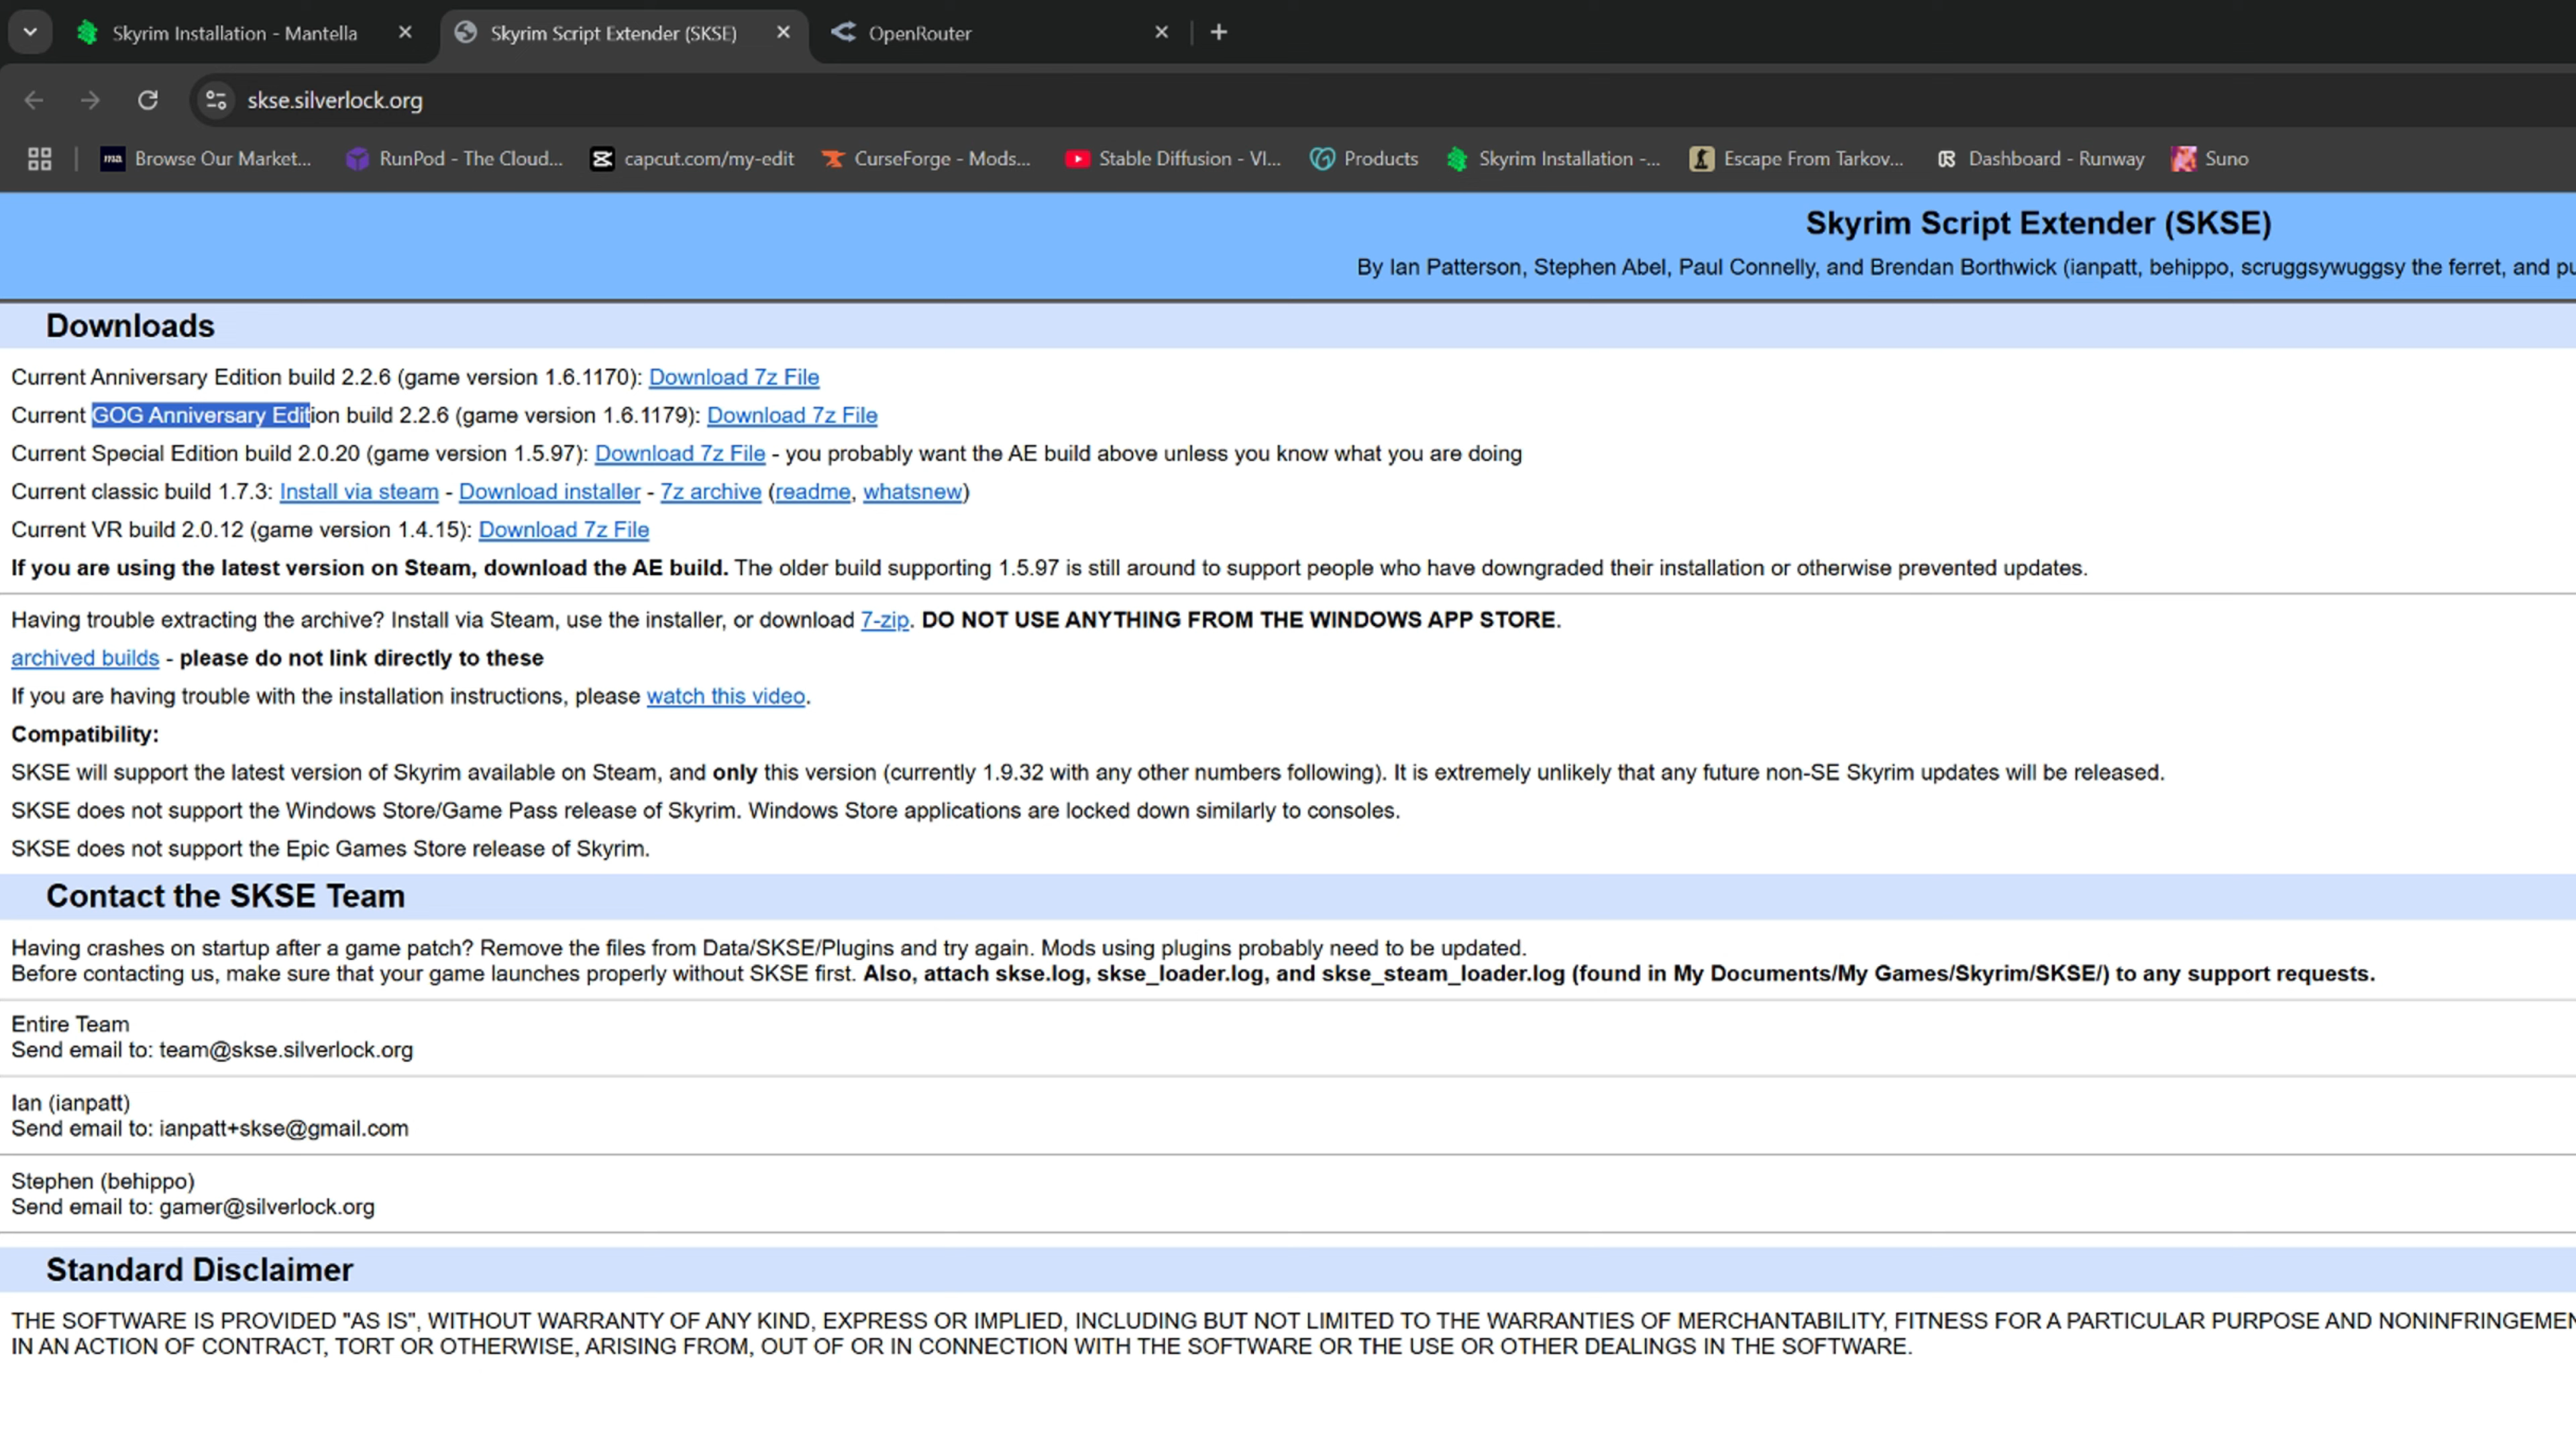 Skyrim Installation - Mantella
Skyrim Script Extender (SKSE)
OpenRouter
skse.silverlock.org
ma Browse Our Market...
RunPod - The Cloud...
capcut.com/my-edit
CurseForge - Mods...
Stable Diffusion - VI...
Products
Skyrim Installation -...
Escape From Tarkov...
Dashboard - Runway
Suno
Skyrim Script Extender (SKSE)
By Ian Patterson, Stephen Abel, Paul Connelly, and Brendan Borthwick (ianpatt, behippo, scruggsywuggsy the ferret, and pu
Downloads
Current Anniversary Edition build 2.2.6 (game version 1.6.1170): Download 7z File
Current GOG Anniversary Edition build 2.2.6 (game version 1.6.1179): Download 7z File
Current Special Edition build 2.0.20 (game version 1.5.97): Download 7z File - you probably want the AE build above unless you know what you are doing
Current classic build 1.7.3: Install via steam - Download installer - 7z archive (readme, whatsnew)
Current VR build 2.0.12 (game version 1.4.15): Download 7z File
If you are using the latest version on Steam, download the AE build. The older build supporting 1.5.97 is still around to support people who have downgraded their installation or otherwise prevented updates.
Having trouble extracting the archive? Install via Steam, use the installer, or download 7-zip. DO NOT USE ANYTHING FROM THE WINDOWS APP STORE.
archived builds - please do not link directly to these
If you are having trouble with the installation instructions, please watch this video.
Compatibility:
SKSE will support the latest version of Skyrim available on Steam, and only this version (currently 1.9.32 with any other numbers following). It is extremely unlikely that any future non-SE Skyrim updates will be released.
SKSE does not support the Windows Store/Game Pass release of Skyrim. Windows Store applications are locked down similarly to consoles.
SKSE does not support the Epic Games Store release of Skyrim.
Contact the SKSE Team
Having crashes on startup after a game patch? Remove the files from Data/SKSE/Plugins and try again. Mods using plugins probably need to be updated.
Before contacting us, make sure that your game launches properly without SKSE first. Also, attach skse.log, skse_loader.log, and skse_steam_loader.log (found in My Documents/My Games/Skyrim/SKSE/) to any support requests.
Entire Team
Send email to: team@skse.silverlock.org
Ian (ianpatt)
Send email to: ianpatt+skse@gmail.com
Stephen (behippo)
Send email to: gamer@silverlock.org
Standard Disclaimer
THE SOFTWARE IS PROVIDED "AS IS", WITHOUT WARRANTY OF ANY KIND, EXPRESS OR IMPLIED, INCLUDING BUT NOT LIMITED TO THE WARRANTIES OF MERCHANTABILITY, FITNESS FOR A PARTICULAR PURPOSE AND NONINFRINGEMEN
IN AN ACTION OF CONTRACT, TORT OR OTHERWISE, ARISING FROM, OUT OF OR IN CONNECTION WITH THE SOFTWARE OR THE USE OR OTHER DEALINGS IN THE SOFTWARE.